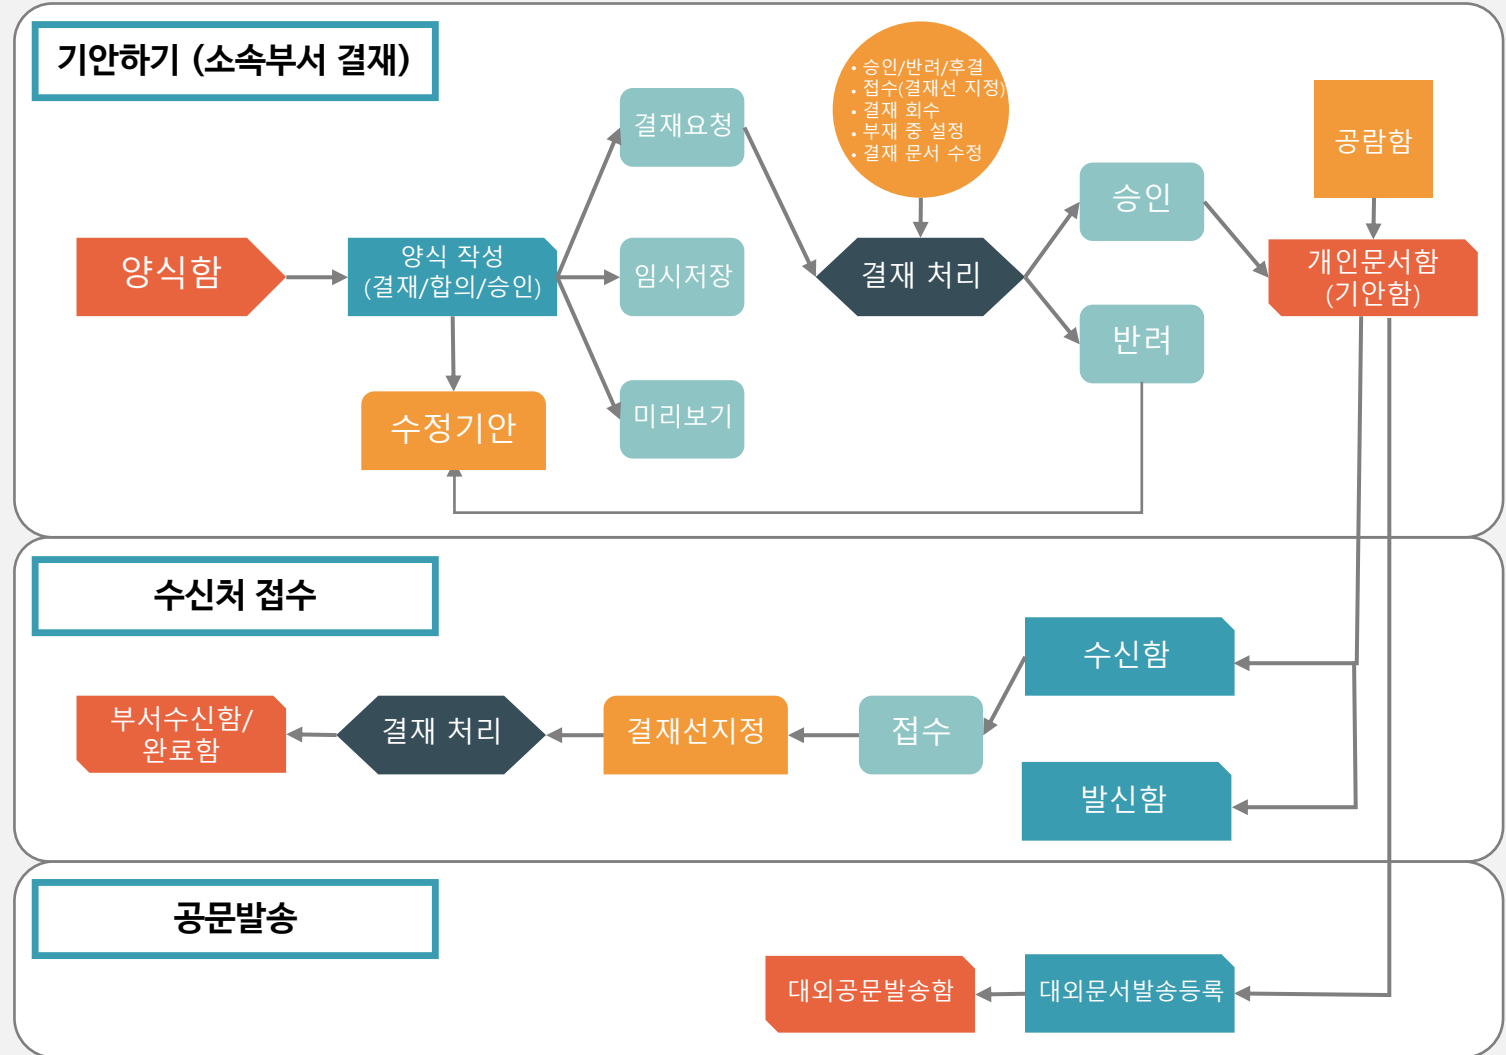 기안하기 (소속부서 결재)
• 승인/반려/후결
• 접수(결재선 지정)
• 결재 회수
• 부재 중 설정
• 결재 문서 수정
공람함
결재요청
승인
양식함
양식 작성
(결재/합의/승인)
임시저장
결재 처리
개인문서함
(기안함)
반려
수정기안
미리보기
수신처 접수
수신함
부서수신함/
완료함
결재 처리
결재선지정
접수
발신함
공문발송
대외공문발송함
대외문서발송등록